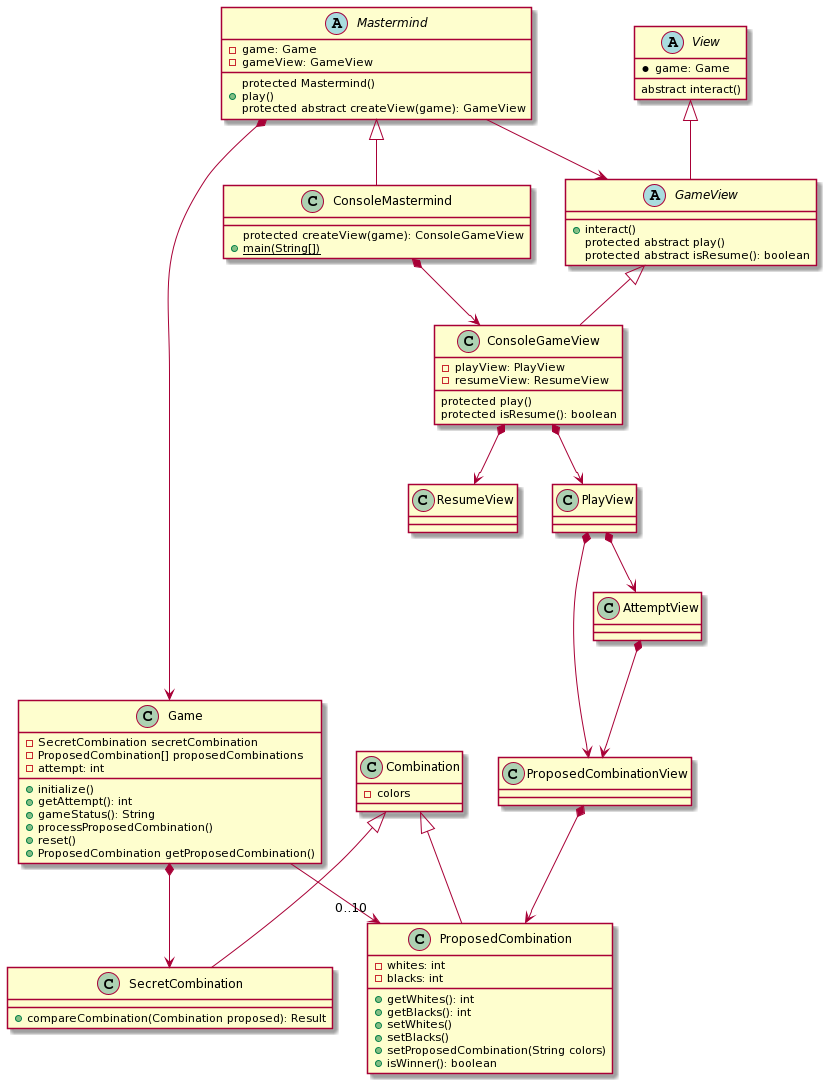 A Mastermind
game: Game
gameView: GameView
protected Mastermind()
play()
protected abstract createView(game): GameView
A View
game: Game
abstract interact()
C ConsoleMastermind
protected createView(game): ConsoleGameView
main(String[])
A GameView
interact()
protected abstract play()
protected abstract isResume(): boolean
C ConsoleGameView
playView: PlayView
resumeView: ResumeView
protected play()
protected isResume(): boolean
C ResumeView
C PlayView
C AttemptView
C Game
SecretCombination secretCombination
ProposedCombination[] proposedCombinations
attempt: int
initialize()
getAttempt(): int
gameStatus(): String
processProposedCombination()
reset()
ProposedCombination getProposedCombination()
C Combination
colors
C ProposedCombinationView
0..10
C SecretCombination
compareCombination(Combination proposed): Result
C ProposedCombination
whites: int
blacks: int
getWhites(): int
getBlacks(): int
setWhites()
setBlacks()
setProposedCombination(String colors)
isWinner(): boolean